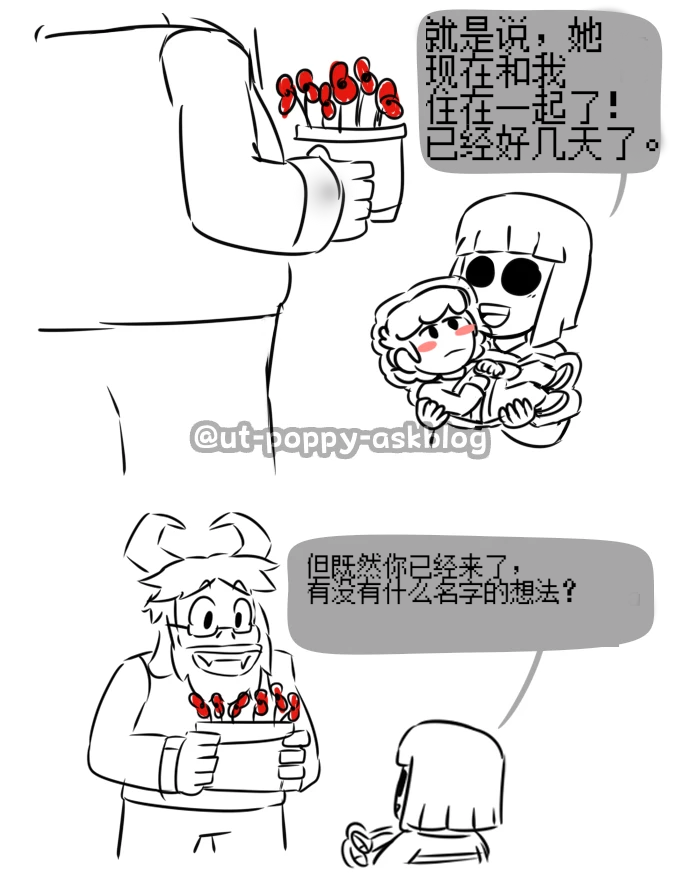 就是说，她
现在和我
住在一起了！
已经好几天了。
@ut-poppy-askblog
但既然你已经来了，
有没有什么名字的想法？